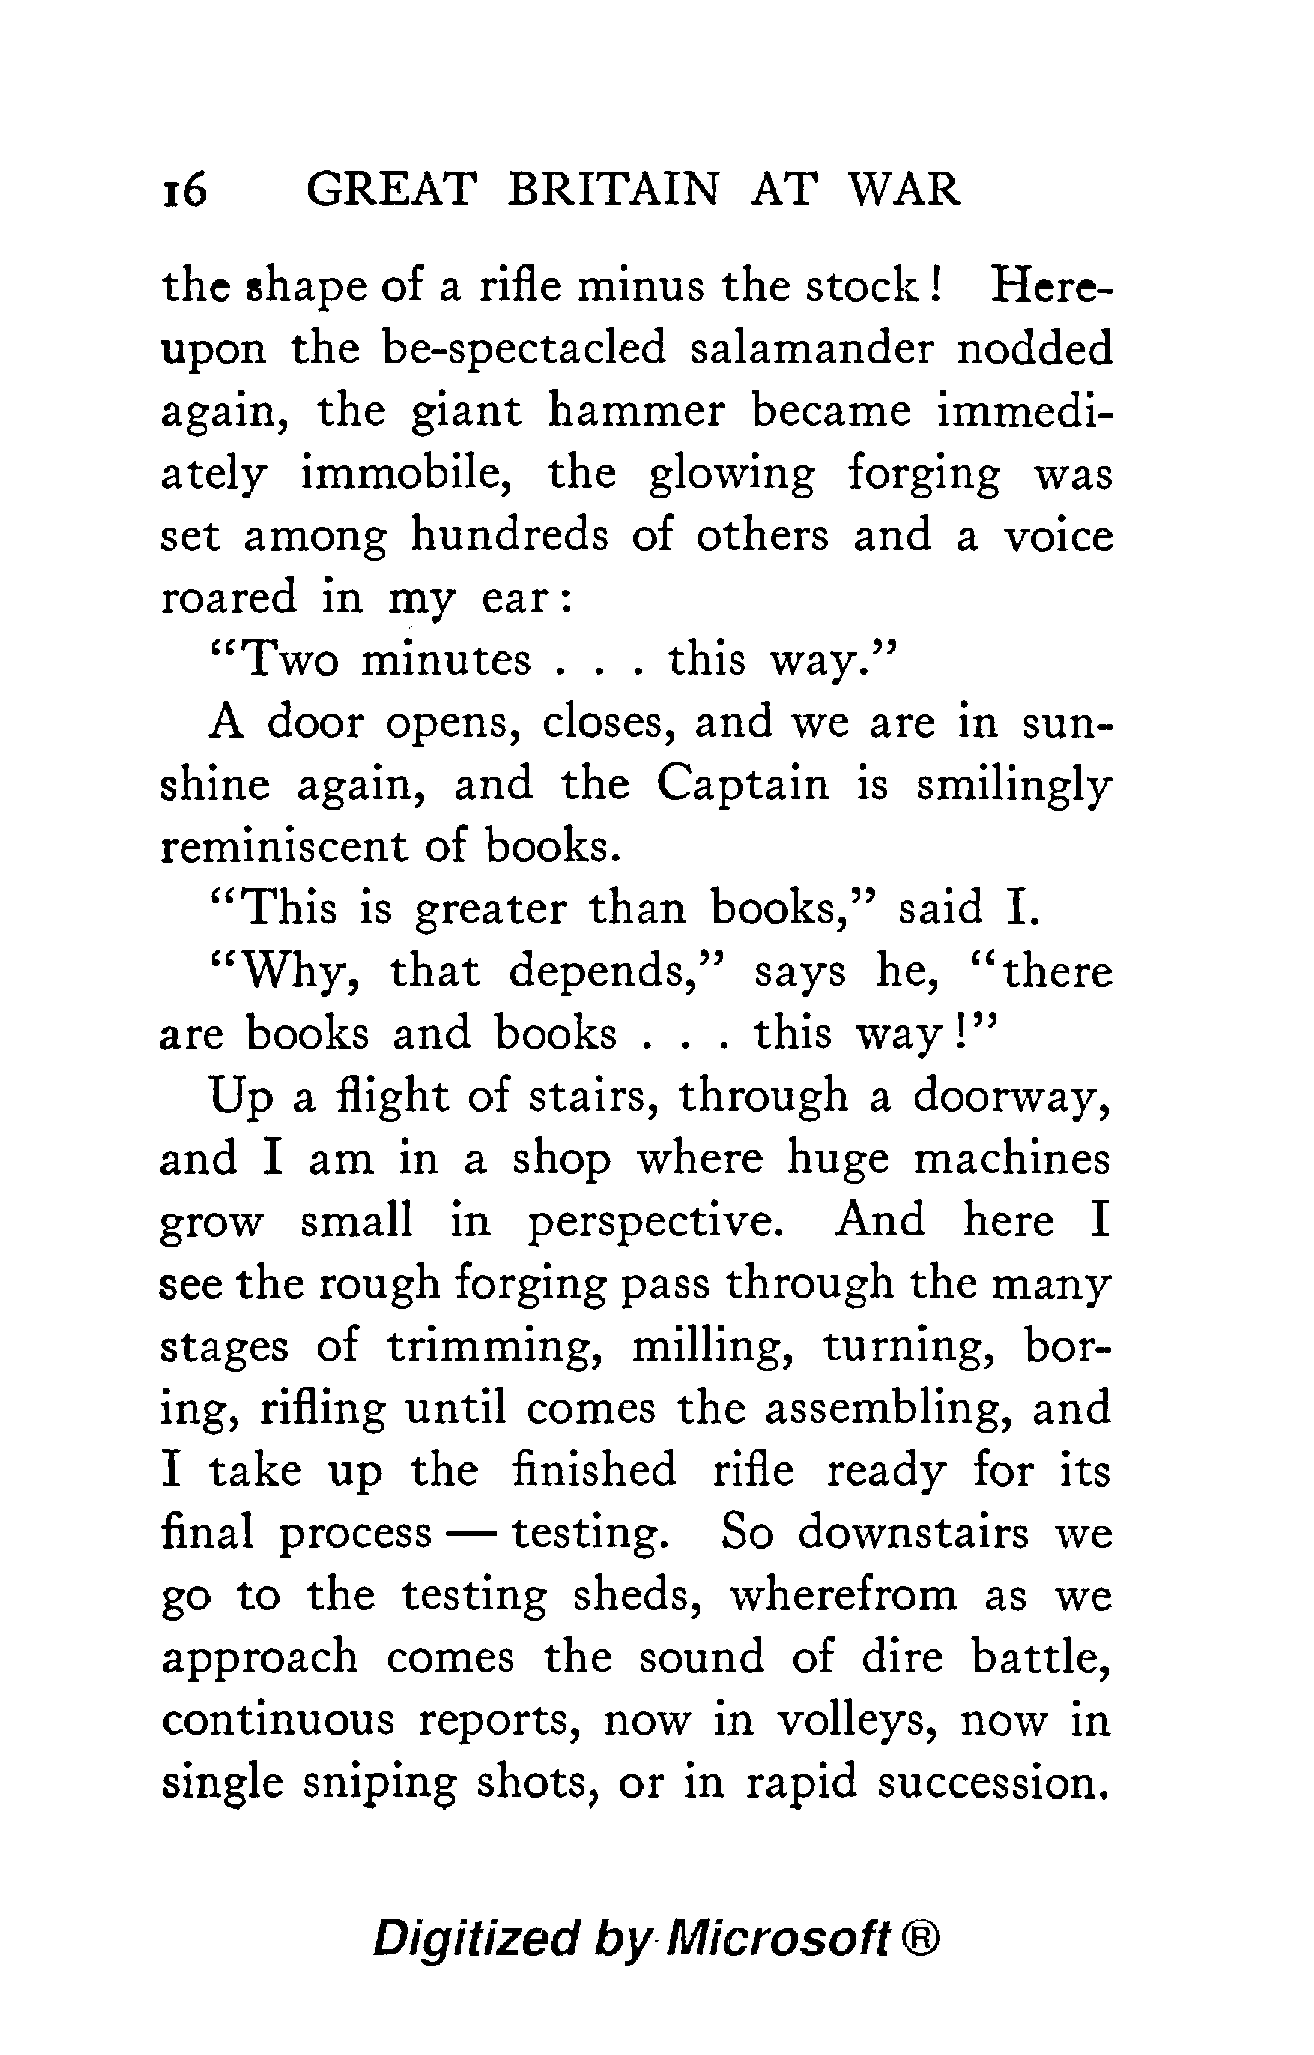 16 GREAT BRITAIN AT WAR
the shape of a rifle minus the stock! Here-
upon the be-spectacled salamander nodded
again, the giant hammer became immedi-
ately immobile, the glowing forging was
set among hundreds of others and a voice
roared in my ear:
"Two minutes . . . this way."
A door opens, closes, and we are in sun-
shine again, and the Captain is smilingly
reminiscent of books.
"This is greater than books," said I.
"Why, that depends," says he, "there
are books and books . . . this way!"
Up a flight of stairs, through a doorway,
and I am in a shop where huge machines
grow small in perspective. And here I
see the rough forging pass through the many
stages of trimming, milling, turning, bor-
ing, rifling until comes the assembling, and
I take up the finished rifle ready for its
final process — testing. So downstairs we
go to the testing sheds, wherefrom as we
approach comes the sound of dire battle,
continuous reports, now in volleys, now in
single sniping shots, or in rapid succession.
Digitized by Microsoft ®